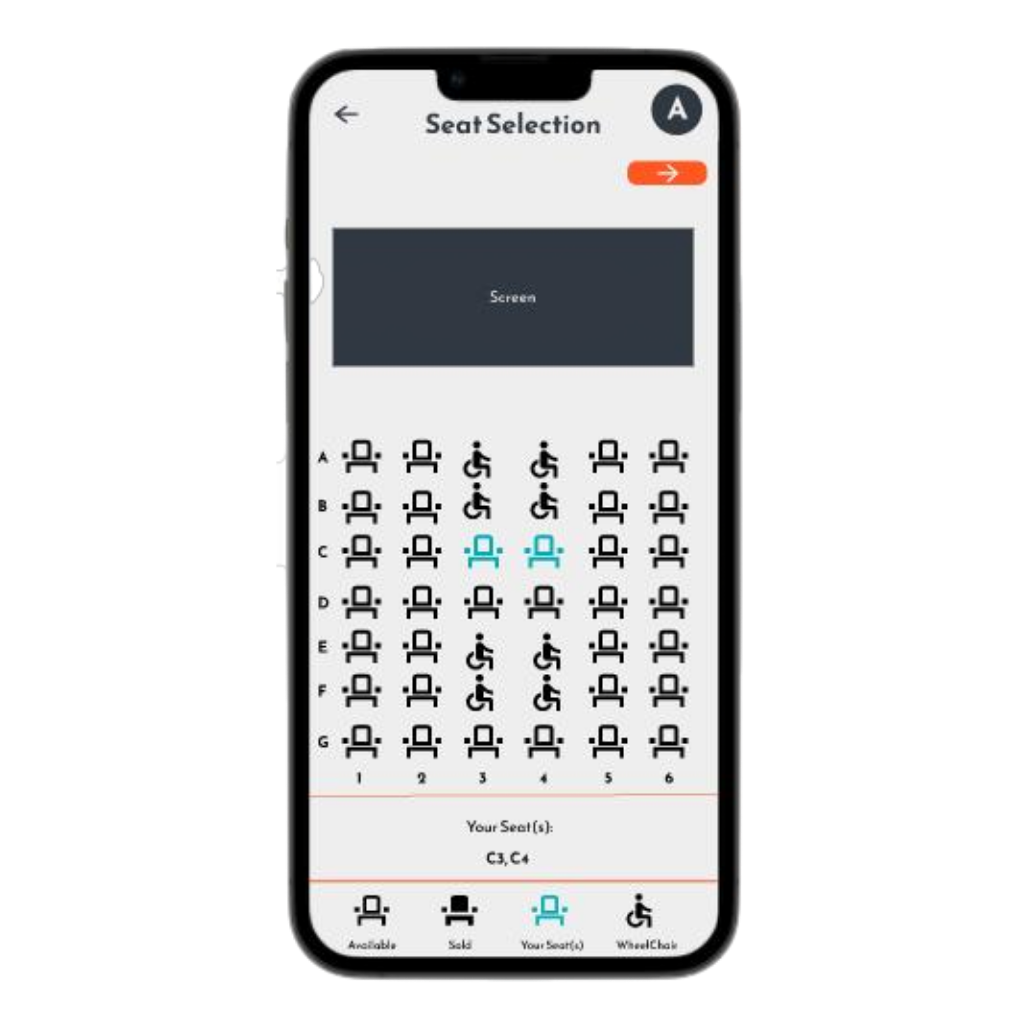 A
Seat Selection
Screen
A
B
C
D
E
F
G
1 2 3 4 5 6
Your Seat(s):
C3, C4
Available Sold Your Seat(s) WheelChair